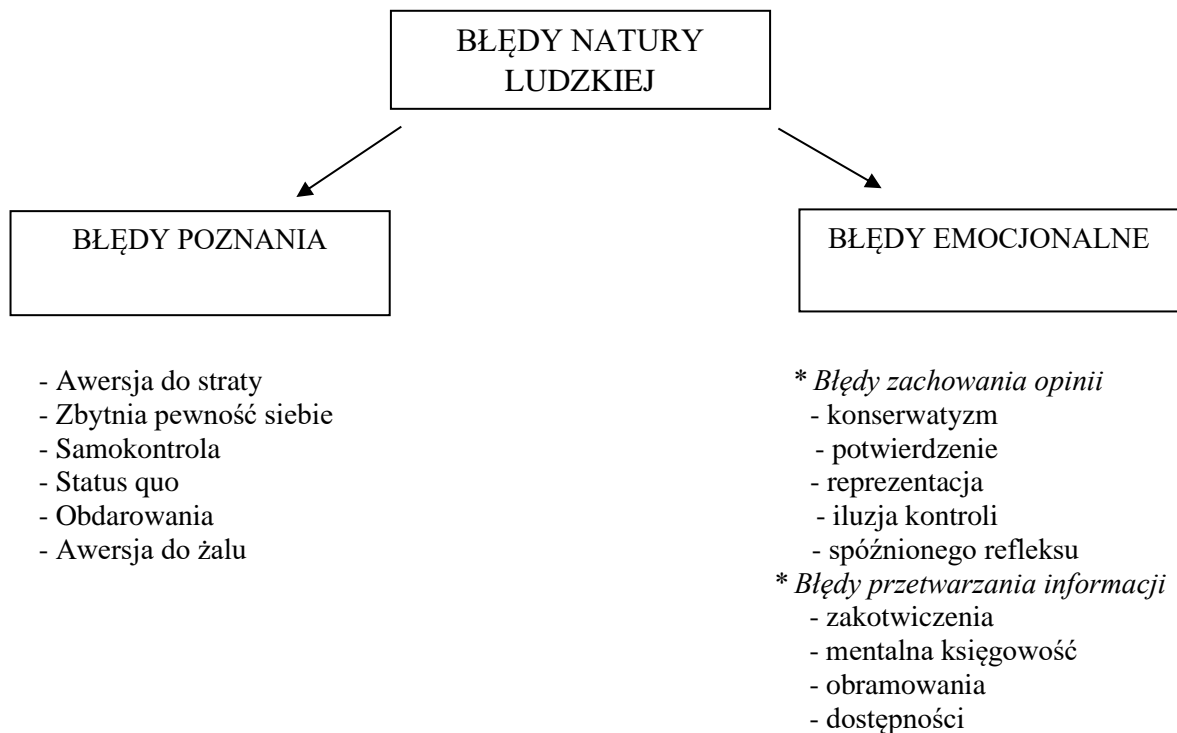 BŁĘDY NATURY
LUDZKIEJ
BŁĘDY POZNANIA
BŁĘDY EMOCJONALNE
- Awersja do straty
- Zbytnia pewność siebie
- Samokontrola
- Status quo
- Obdarowania
- Awersja do żalu
* Błędy zachowania opinii
- konserwatyzm
- potwierdzenie
- reprezentacja
- iluzja kontroli
- spóźnionego refleksu
* Błędy przetwarzania informacji
- zakotwiczenia
- mentalna księgowość
- obramowania
- dostępności